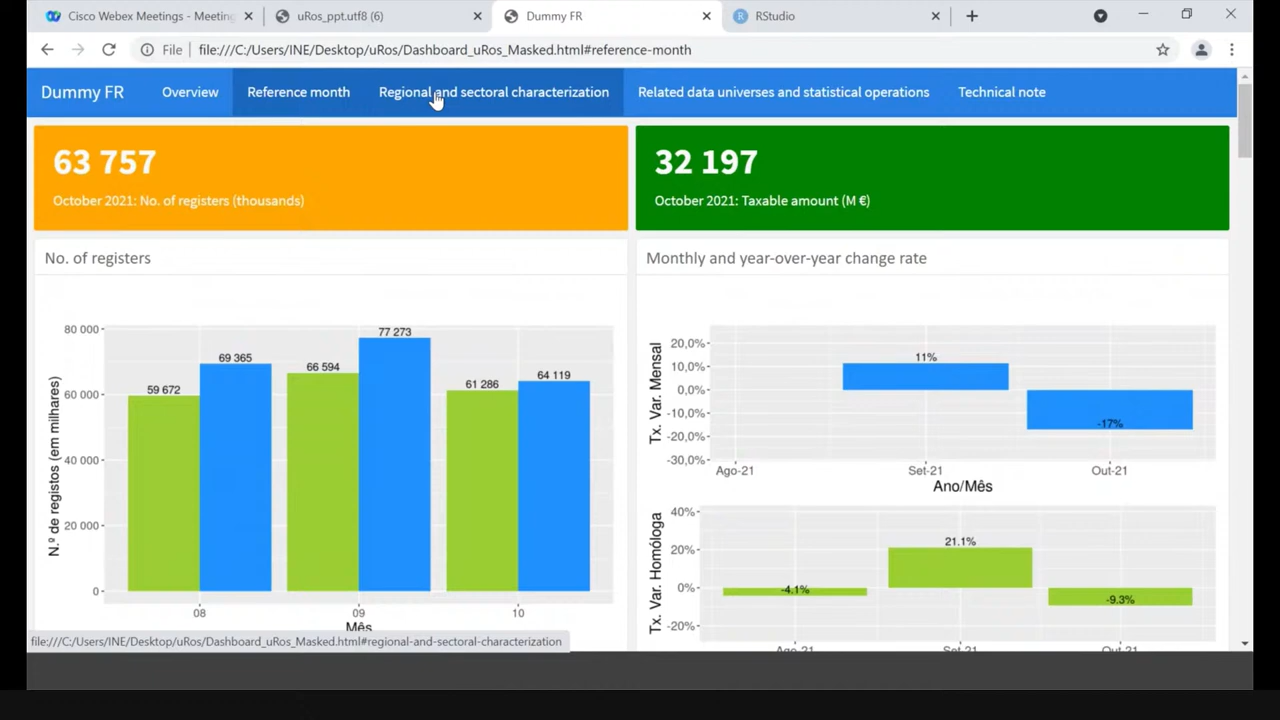 Cisco Webex Meetings - Meeting
uRos_ppt.utf8 (6)
Dummy FR
RStudio
File
file:///C:/Users/INE/Desktop/uRos/Dashboard_uRos_Masked.html#reference-month
Dummy FR
Overview
Reference month
Regional and sectoral characterization
Related data universes and statistical operations
Technical note
63 757
October 2021: No. of registers (thousands)
32 197
October 2021: Taxable amount (M €)
No. of registers
80 000
60 000
40 000
20 000
0
N.º de registos (em milhares)
59 672
69 365
66 594
77 273
61 286
64 119
08
09
10
Mês
Monthly and year-over-year change rate
Tx. Var. Mensal
20,0%
10,0%
0,0%
-10,0%
-20,0%
-30,0%
11%
-17%
Ago-21
Set-21
Out-21
Ano/Mês
Tx. Var. Homóloga
40%
20%
0%
-20%
-4.1%
21.1%
-9.3%
Ago-21
Set-21
Out-21
file:///C:/Users/INE/Desktop/uRos/Dashboard_uRos_Masked.html#regional-and-sectoral-characterization